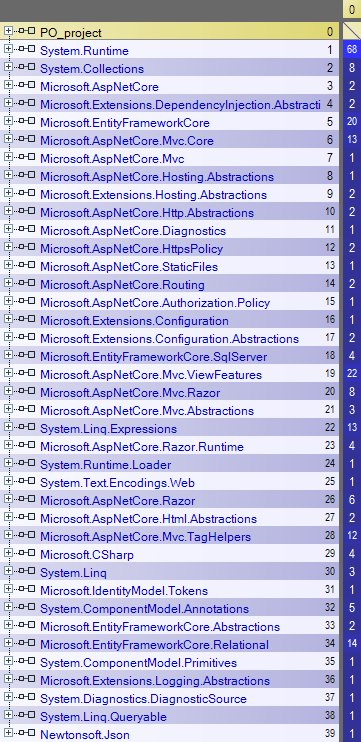 0
PO_project 0
System.Runtime 1 68
System.Collections 2 8
Microsoft.AspNetCore 3 2
Microsoft.Extensions.DependencyInjection.Abstracti 4 2
Microsoft.EntityFrameworkCore 5 20
Microsoft.AspNetCore.Mvc.Core 6 13
Microsoft.AspNetCore.Mvc 7 1
Microsoft.AspNetCore.Hosting.Abstractions 8 1
Microsoft.Extensions.Hosting.Abstractions 9 2
Microsoft.AspNetCore.Http.Abstractions 10 2
Microsoft.AspNetCore.Diagnostics 11 1
Microsoft.AspNetCore.HttpsPolicy 12 2
Microsoft.AspNetCore.StaticFiles 13 1
Microsoft.AspNetCore.Routing 14 2
Microsoft.AspNetCore.Authorization.Policy 15 1
Microsoft.Extensions.Configuration 16 1
Microsoft.Extensions.Configuration.Abstractions 17 2
Microsoft.EntityFrameworkCore.SqlServer 18 4
Microsoft.AspNetCore.Mvc.ViewFeatures 19 22
Microsoft.AspNetCore.Mvc.Razor 20 8
Microsoft.AspNetCore.Mvc.Abstractions 21 3
System.Linq.Expressions 22 13
Microsoft.AspNetCore.Razor.Runtime 23 4
System.Runtime.Loader 24 1
System.Text.Encodings.Web 25 1
Microsoft.AspNetCore.Razor 26 6
Microsoft.AspNetCore.Html.Abstractions 27 2
Microsoft.AspNetCore.Mvc.TagHelpers 28 12
Microsoft.CSharp 29 4
System.Linq 30 3
Microsoft.IdentityModel.Tokens 31 1
System.ComponentModel.Annotations 32 5
Microsoft.EntityFrameworkCore.Abstractions 33 2
Microsoft.EntityFrameworkCore.Relational 34 14
System.ComponentModel.Primitives 35 1
Microsoft.Extensions.Logging.Abstractions 36 1
System.Diagnostics.DiagnosticSource 37 1
System.Linq.Queryable 38 1
Newtonsoft.Json 39 1